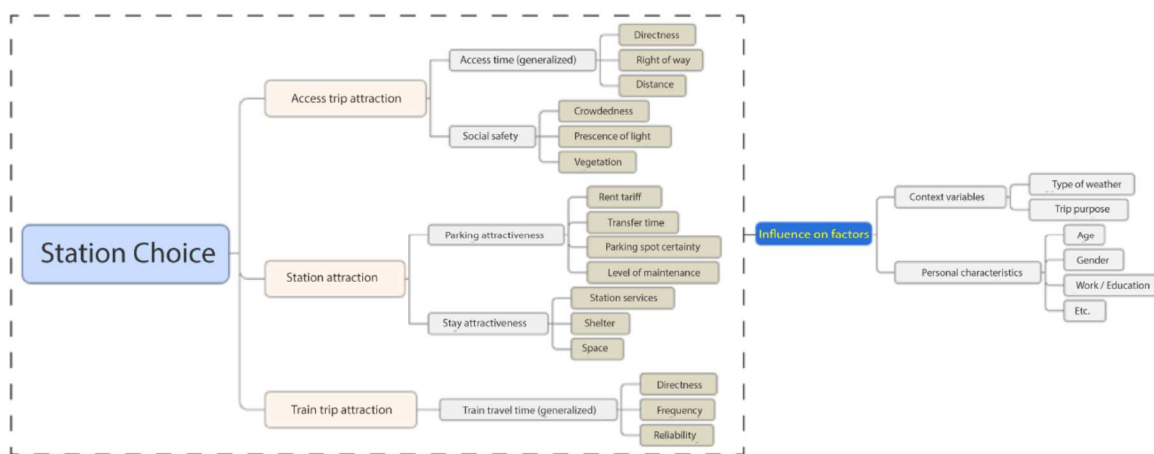 Station Choice
Access trip attraction
Access time (generalized)
Directness
Right of way
Distance
Social safety
Crowdedness
Prescence of light
Vegetation
Station attraction
Parking attractiveness
Rent tariff
Transfer time
Parking spot certainty
Level of maintenance
Stay attractiveness
Station services
Shelter
Space
Train trip attraction
Train travel time (generalized)
Directness
Frequency
Reliability
Influence on factors
Context variables
Type of weather
Trip purpose
Personal characteristics
Age
Gender
Work / Education
Etc.